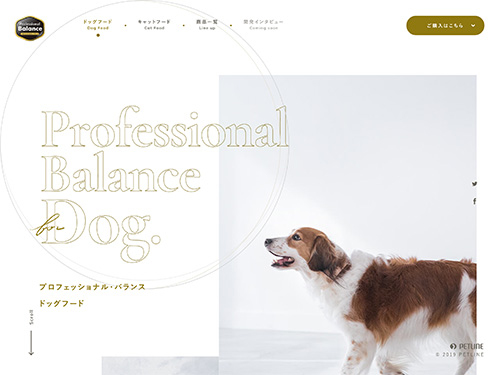 Professional
Balance
ドッグフード
Dog Food
キャットフード
Cat Food
商品一覧
Line up
開発インタビュー
Coming soon
ご購入はこちら
Professional
Balance
for
Dog.
プロフェッショナル・バランス
ドッグフード
Scroll
PETLINE
© 2019 PETLINE